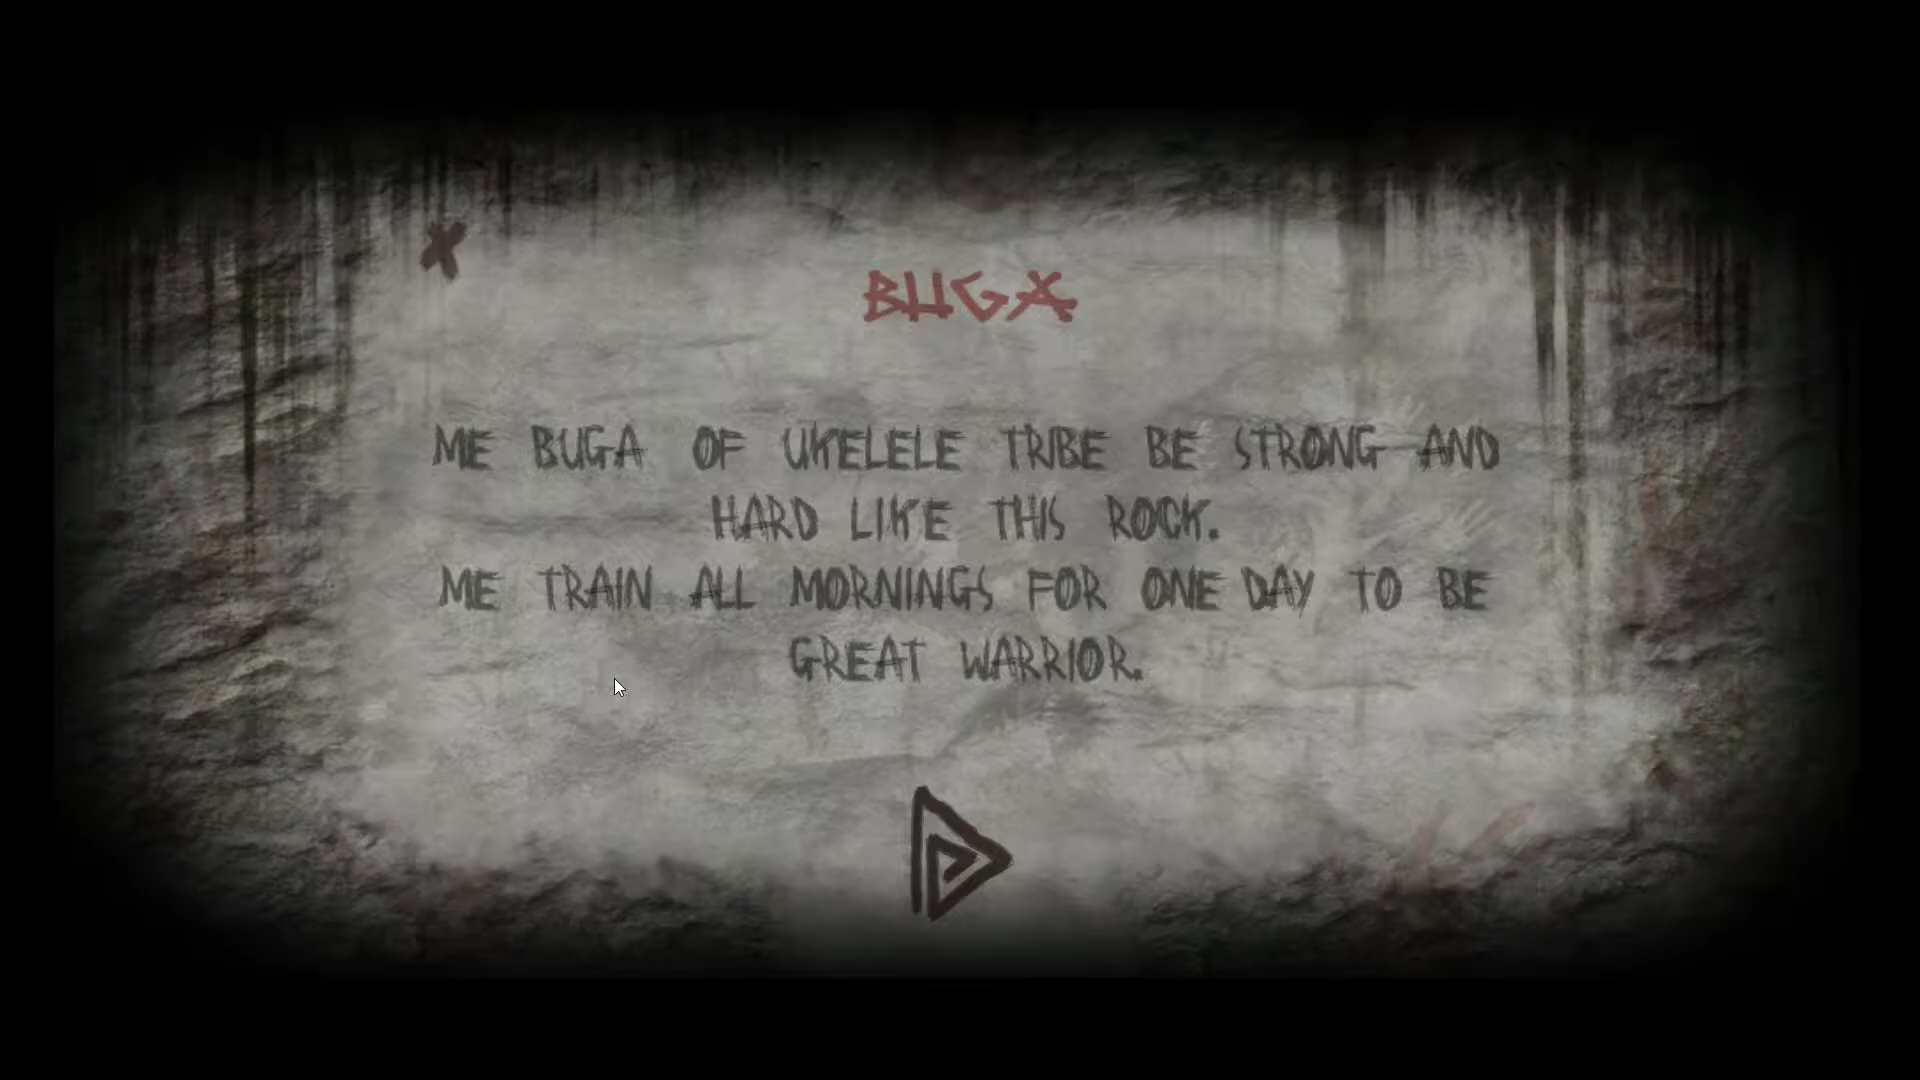 BUGA
ME BUGA OF UKELELE TRIBE BE STRONG AND
HARD LIKE THIS ROCK.
ME TRAIN ALL MORNINGS FOR ONE DAY TO BE
GREAT WARRIOR.